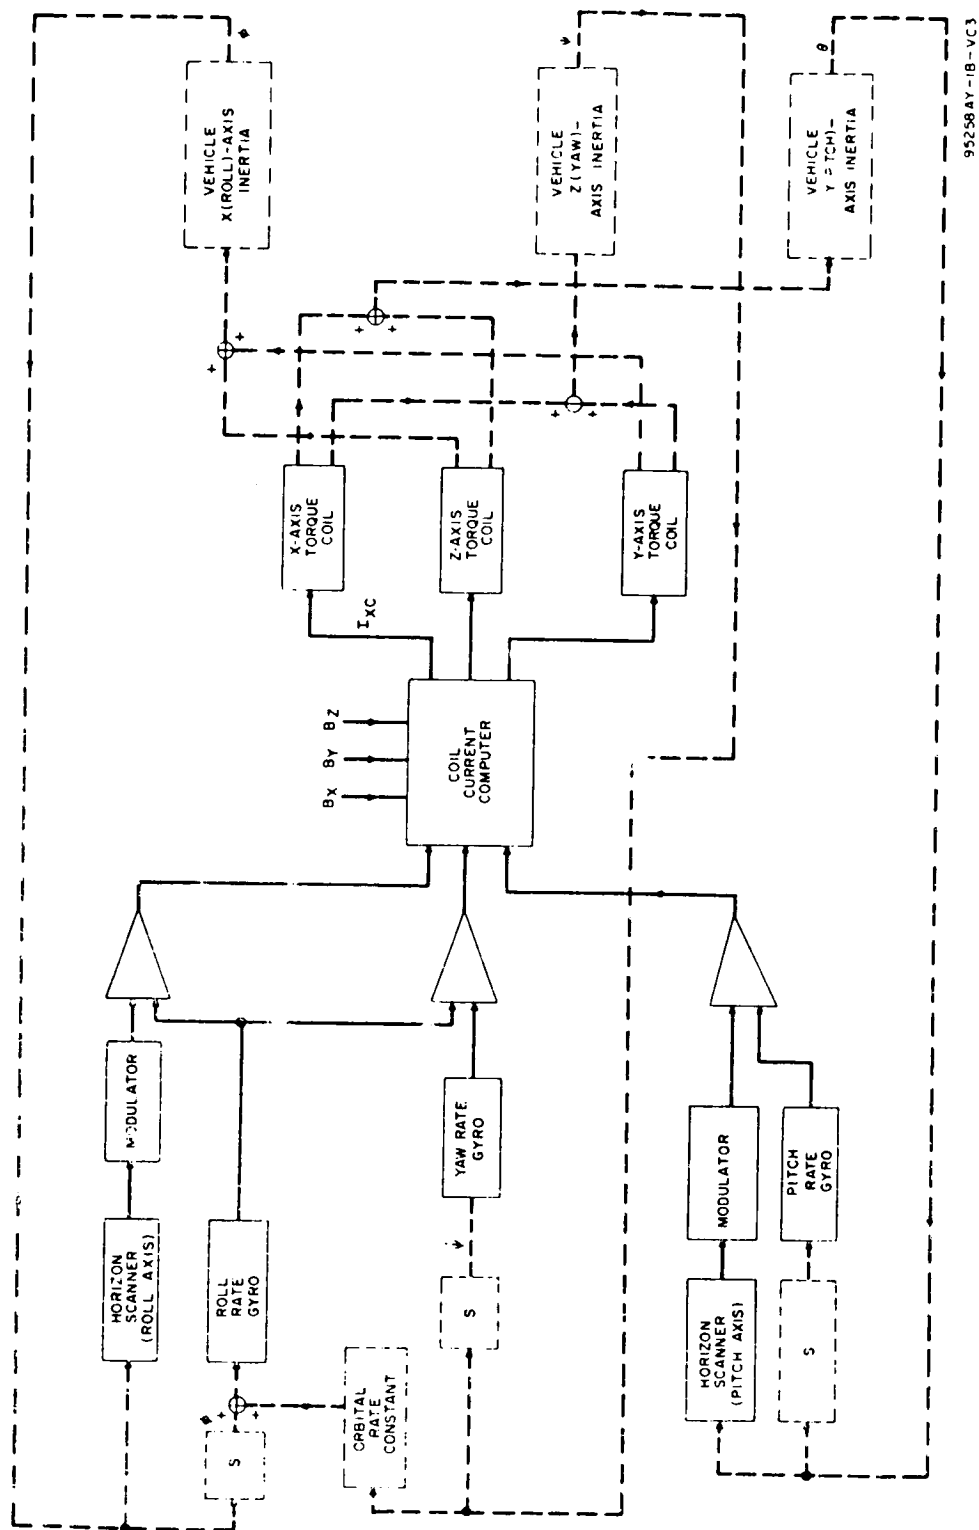 HORIZON
SCANNER
(ROLL AXIS)
MODULATOR
S
φ
+
+
ROLL
RATE
GYRO
ORBITAL
RATE
CONSTANT
S
ψ
YAW RATE
GYRO
HORIZON
SCANNER
(PITCH AXIS)
MODULATOR
S
PITCH
RATE
GYRO
BX
BY
BZ
COIL
CURRENT
COMPUTER
IXC
X-AXIS
TORQUE
COIL
Z-AXIS
TORQUE
COIL
Y-AXIS
TORQUE
COIL
+
+
+
+
+
+
VEHICLE
X(ROLL)-AXIS
INERTIA
φ
VEHICLE
Z(YAW)-
AXIS INERTIA
ψ
VEHICLE
AXIS INERTIA
θ
95258AY-1B-VC3